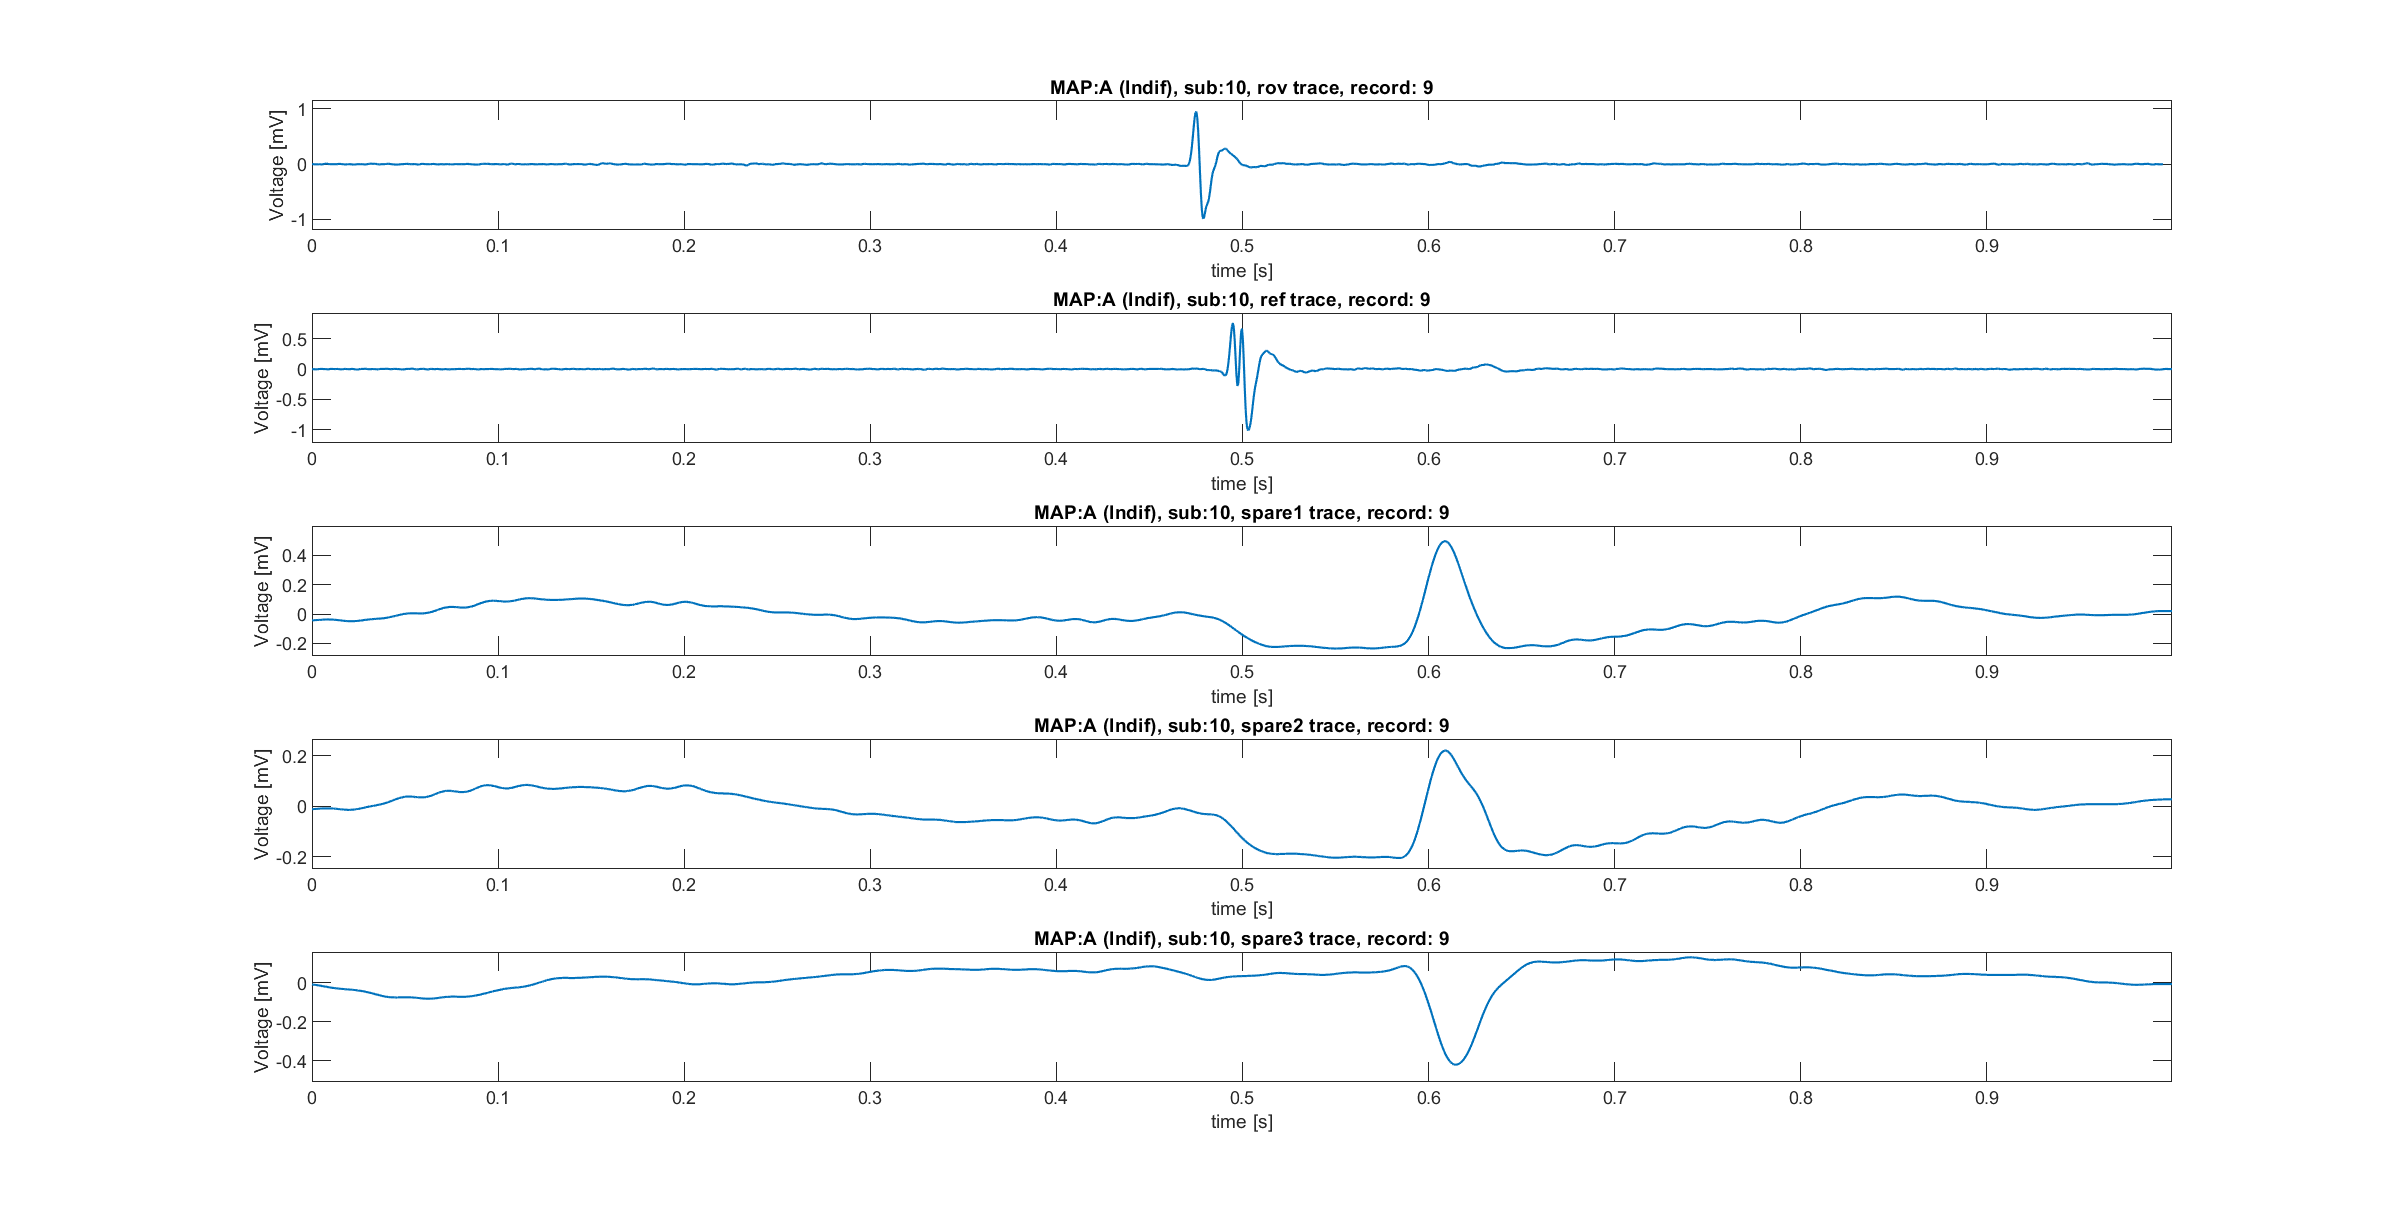 MAP:A (Indif), sub:10, rov trace, record: 9
Voltage [mV]
1
0
-1
0 0.1 0.2 0.3 0.4 0.5 0.6 0.7 0.8 0.9
time [s]
MAP:A (Indif), sub:10, ref trace, record: 9
Voltage [mV]
0.5
0
-0.5
-1
0 0.1 0.2 0.3 0.4 0.5 0.6 0.7 0.8 0.9
time [s]
MAP:A (Indif), sub:10, spare1 trace, record: 9
Voltage [mV]
0.4
0.2
0
-0.2
0 0.1 0.2 0.3 0.4 0.5 0.6 0.7 0.8 0.9
time [s]
MAP:A (Indif), sub:10, spare2 trace, record: 9
Voltage [mV]
0.2
0
-0.2
0 0.1 0.2 0.3 0.4 0.5 0.6 0.7 0.8 0.9
time [s]
MAP:A (Indif), sub:10, spare3 trace, record: 9
Voltage [mV]
0
-0.2
-0.4
0 0.1 0.2 0.3 0.4 0.5 0.6 0.7 0.8 0.9
time [s]